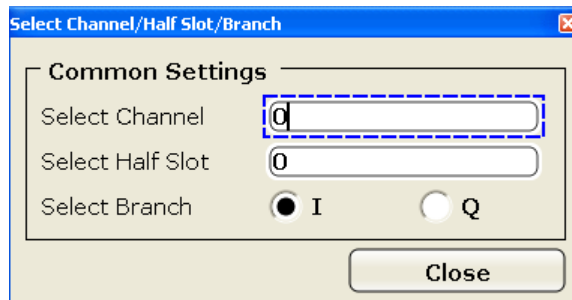 Select Channel/Half Slot/Branch
Common Settings
Select Channel 0
Select Half Slot 0
Select Branch I Q
Close